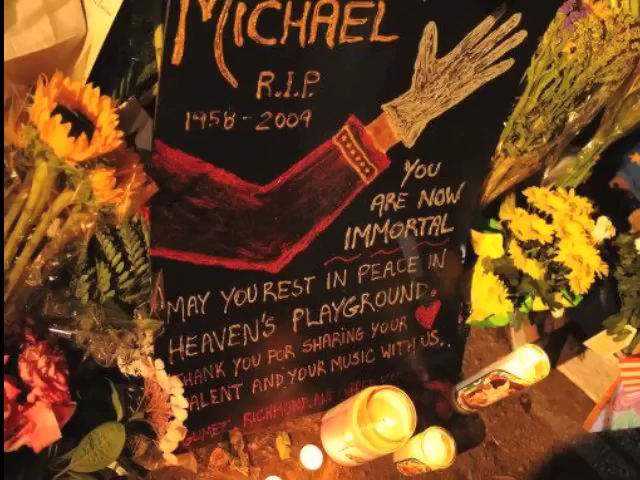 MICHAEL
R.I.P.
1958-2009
YOU
ARE NOW
IMMORTAL
MAY YOU REST IN PEACE IN
HEAVEN'S PLAYGROUND.
THANK YOU FOR SHARING YOUR
TALENT AND YOUR MUSIC WITH US.
RICHMOND.